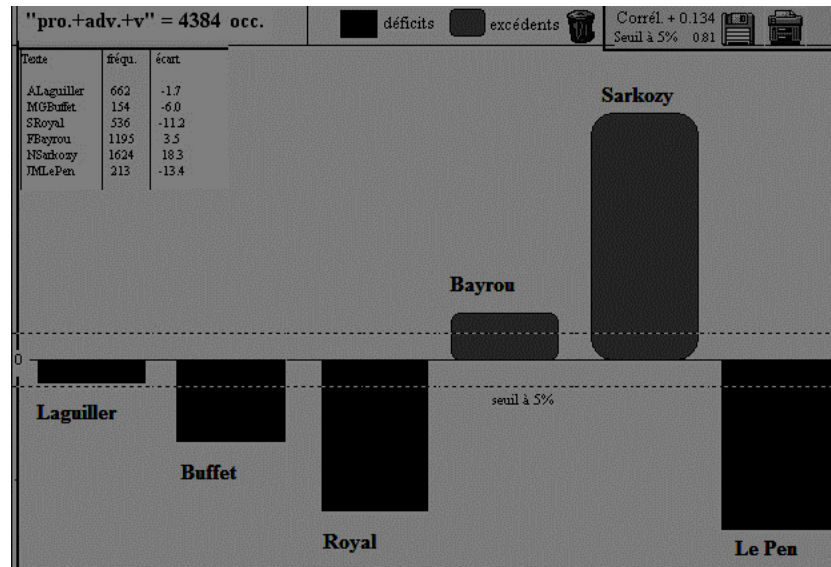 "pro.+adv.+v" = 4384 occ.
déficits
excédents
Corrél. + 0.134
Seuil à 5% 0.81
Texte fréqu. écart
ALaguiller 662 -1.7
MGBuffet 154 -6.0
SRoyal 536 -11.2
FBayrou 1195 3.5
NSarkozy 1624 18.3
JMLePen 213 -13.4
Sarkozy
Bayrou
0
seuil à 5%
Laguiller
Buffet
Royal
Le Pen